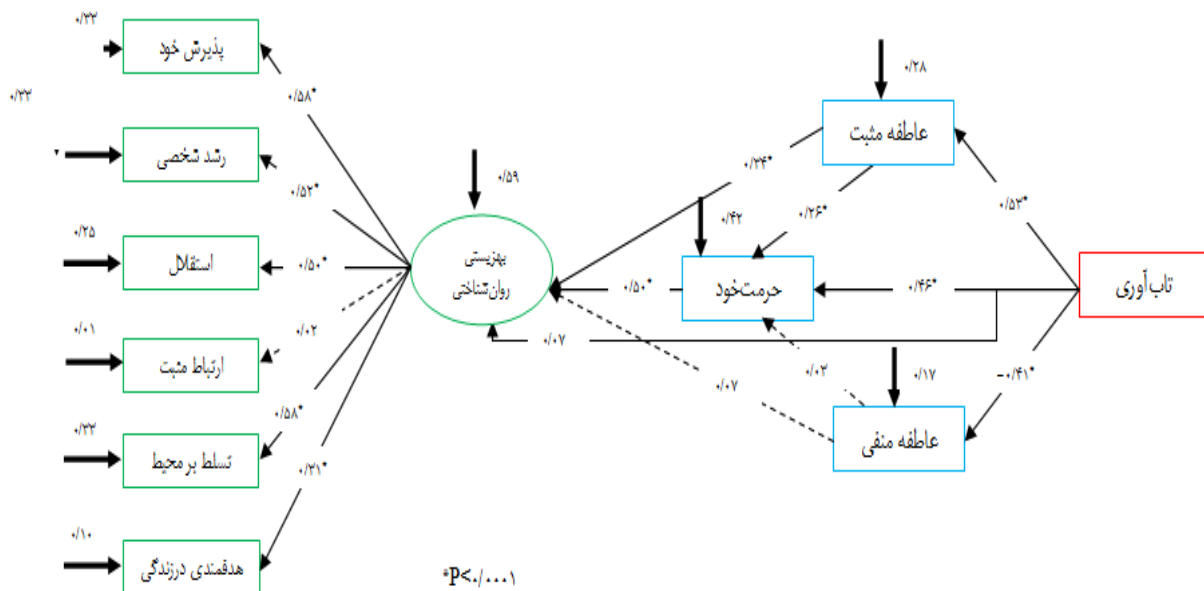 ۰/۳۳
پذیرش خود
۰/۵۸*
۰/۲۸
عاطفه مثبت
۰/۳۳
رشد شخصی
۰/۵۲*
۰/۵۹
۰/۳۴*
۰/۲۶*
۰/۵۳*
۰/۲۵
استقلال
۰/۵۰*
بهزیستی
روان‌شناختی
۰/۴۲
۰/۵۰*
حرمت‌خود
۰/۴۶*
تاب‌آوری
۰/۰۱
ارتباط مثبت
۰/۰۲
۰/۰۷
۰/۰۷
۰/۰۳
۰/۱۷
-۰/۴۱*
۰/۳۳
تسلط بر محیط
۰/۵۸*
عاطفه منفی
۰/۳۱*
۰/۱۰
هدفمندی درزندگی
*P<۰/۰۰۰۱